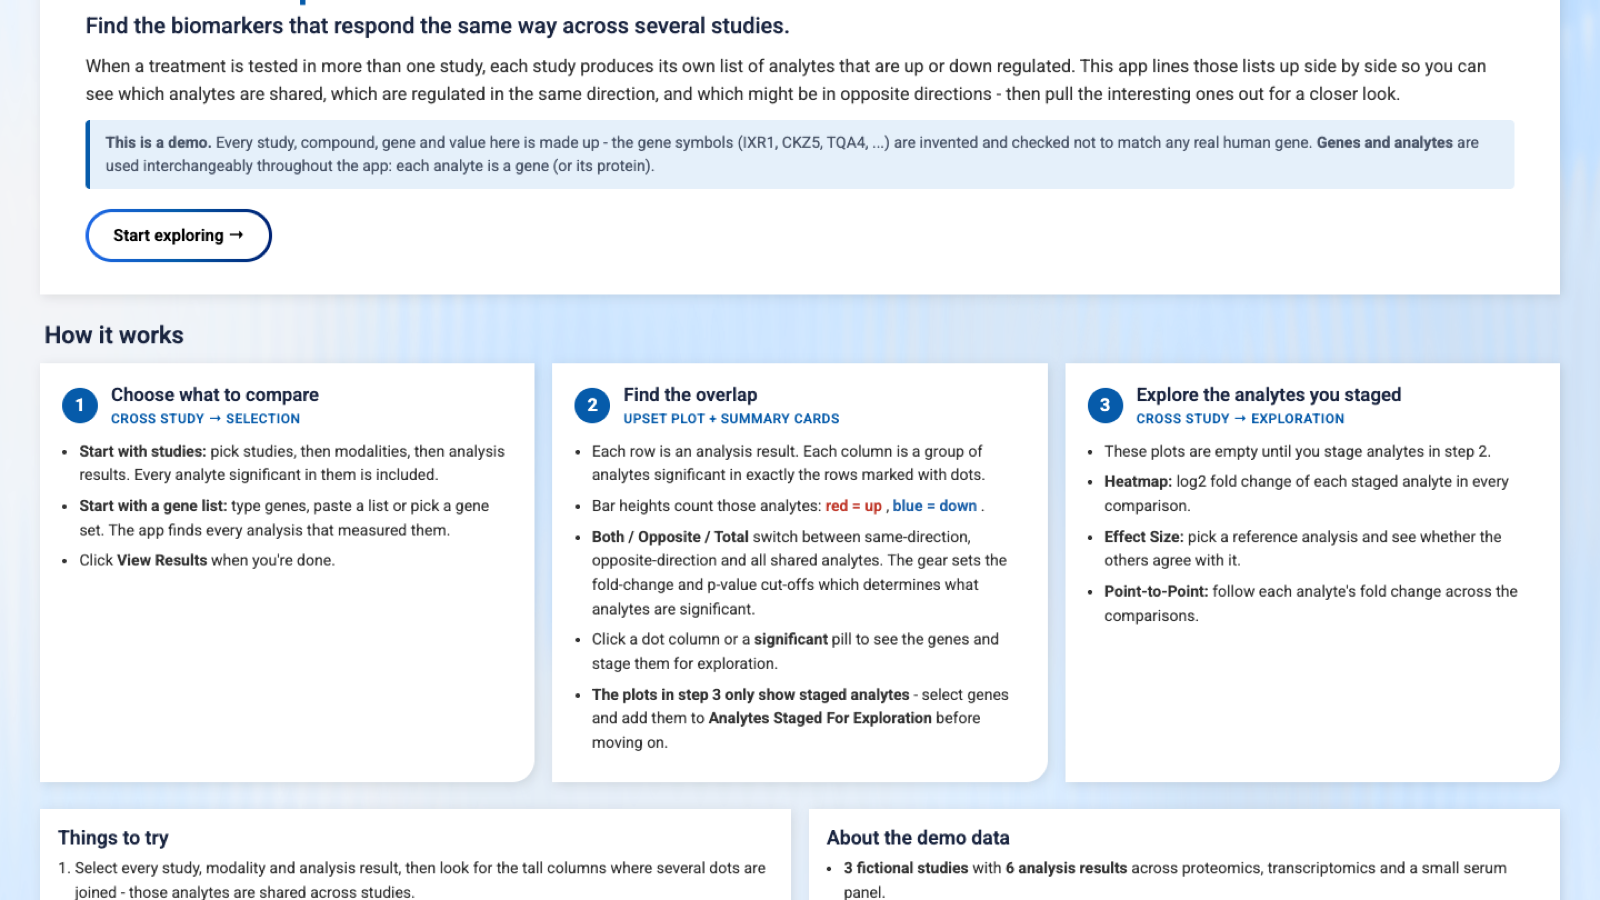 Find the biomarkers that respond the same way across several studies.
When a treatment is tested in more than one study, each study produces its own list of analytes that are up or down regulated. This app lines those lists up side by side so you can
see which analytes are shared, which are regulated in the same direction, and which might be in opposite directions - then pull the interesting ones out for a closer look.
This is a demo. Every study, compound, gene and value here is made up - the gene symbols (IXR1, CKZ5, TQA4, ...) are invented and checked not to match any real human gene. Genes and analytes are
used interchangeably throughout the app: each analyte is a gene (or its protein).
Start exploring →
How it works
1
Choose what to compare
CROSS STUDY → SELECTION
• Start with studies: pick studies, then modalities, then analysis
results. Every analyte significant in them is included.
• Start with a gene list: type genes, paste a list or pick a gene
set. The app finds every analysis that measured them.
• Click View Results when you're done.
2
Find the overlap
UPSET PLOT + SUMMARY CARDS
• Each row is an analysis result. Each column is a group of
analytes significant in exactly the rows marked with dots.
• Bar heights count those analytes: red = up , blue = down .
• Both / Opposite / Total switch between same-direction,
opposite-direction and all shared analytes. The gear sets the
fold-change and p-value cut-offs which determines what
analytes are significant.
• Click a dot column or a significant pill to see the genes and
stage them for exploration.
• The plots in step 3 only show staged analytes - select genes
and add them to Analytes Staged For Exploration before
moving on.
3
Explore the analytes you staged
CROSS STUDY → EXPLORATION
• These plots are empty until you stage analytes in step 2.
• Heatmap: log2 fold change of each staged analyte in every
comparison.
• Effect Size: pick a reference analysis and see whether the
others agree with it.
• Point-to-Point: follow each analyte's fold change across the
comparisons.
Things to try
1. Select every study, modality and analysis result, then look for the tall columns where several dots are
joined - those analytes are shared across studies.
About the demo data
• 3 fictional studies with 6 analysis results across proteomics, transcriptomics and a small serum
panel.